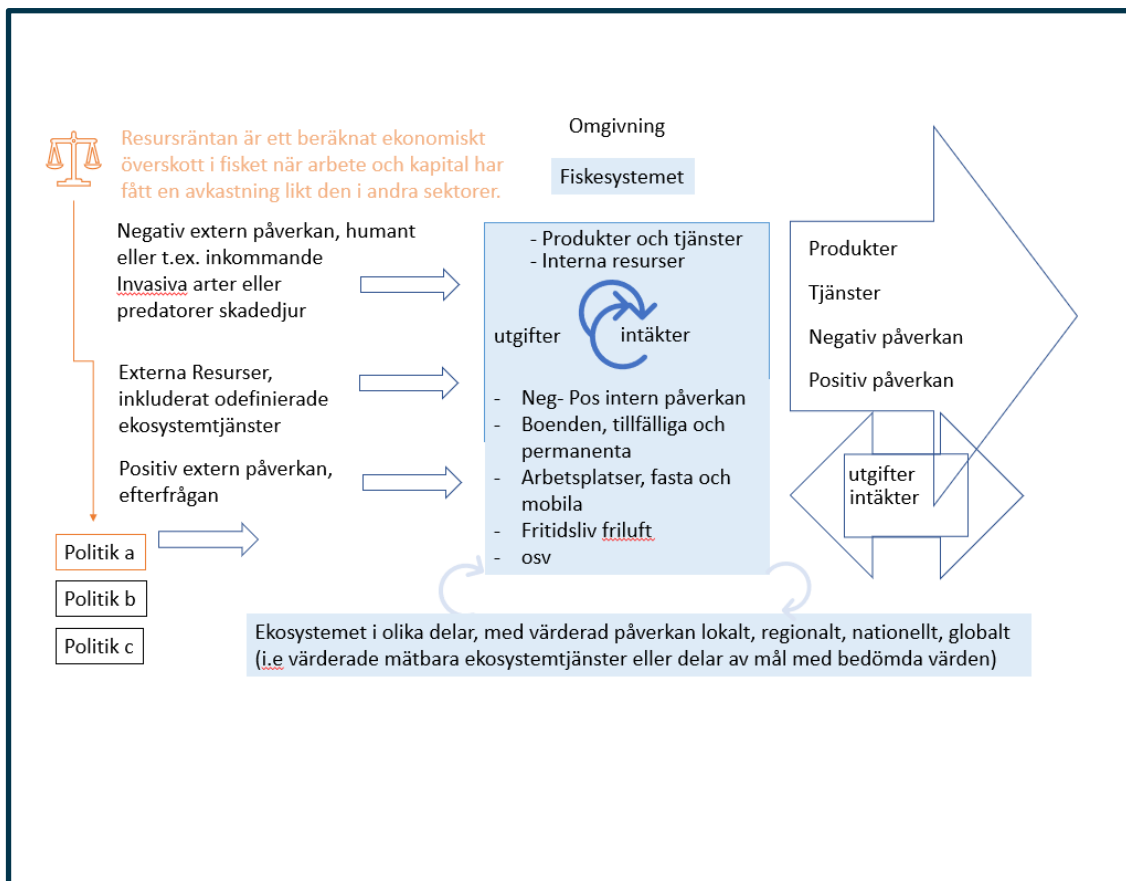 Resursräntan är ett beräknat ekonomiskt
överskott i fisket när arbete och kapital har
fått en avkastning likt den i andra sektorer.
Omgivning
Fiskesystemet
Negativ extern påverkan, humant
eller t.ex. inkommande
Invasiva arter eller
predatorer skadedjur
Externa Resurser,
inkluderat odefinierade
ekosystemtjänster
Positiv extern påverkan,
efterfrågan
Politik a
Politik b
Politik c
- Produkter och tjänster
- Interna resurser
utgifter
intäkter
- Neg- Pos intern påverkan
- Boenden, tillfälliga och
permanenta
- Arbetsplatser, fasta och
mobila
- Fritidsliv friluft
- osv
Produkter
Tjänster
Negativ påverkan
Positiv påverkan
utgifter
intäkter
Ekosystemet i olika delar, med värderad påverkan lokalt, regionalt, nationellt, globalt
(i.e värderade mätbara ekosystemtjänster eller delar av mål med bedömda värden)